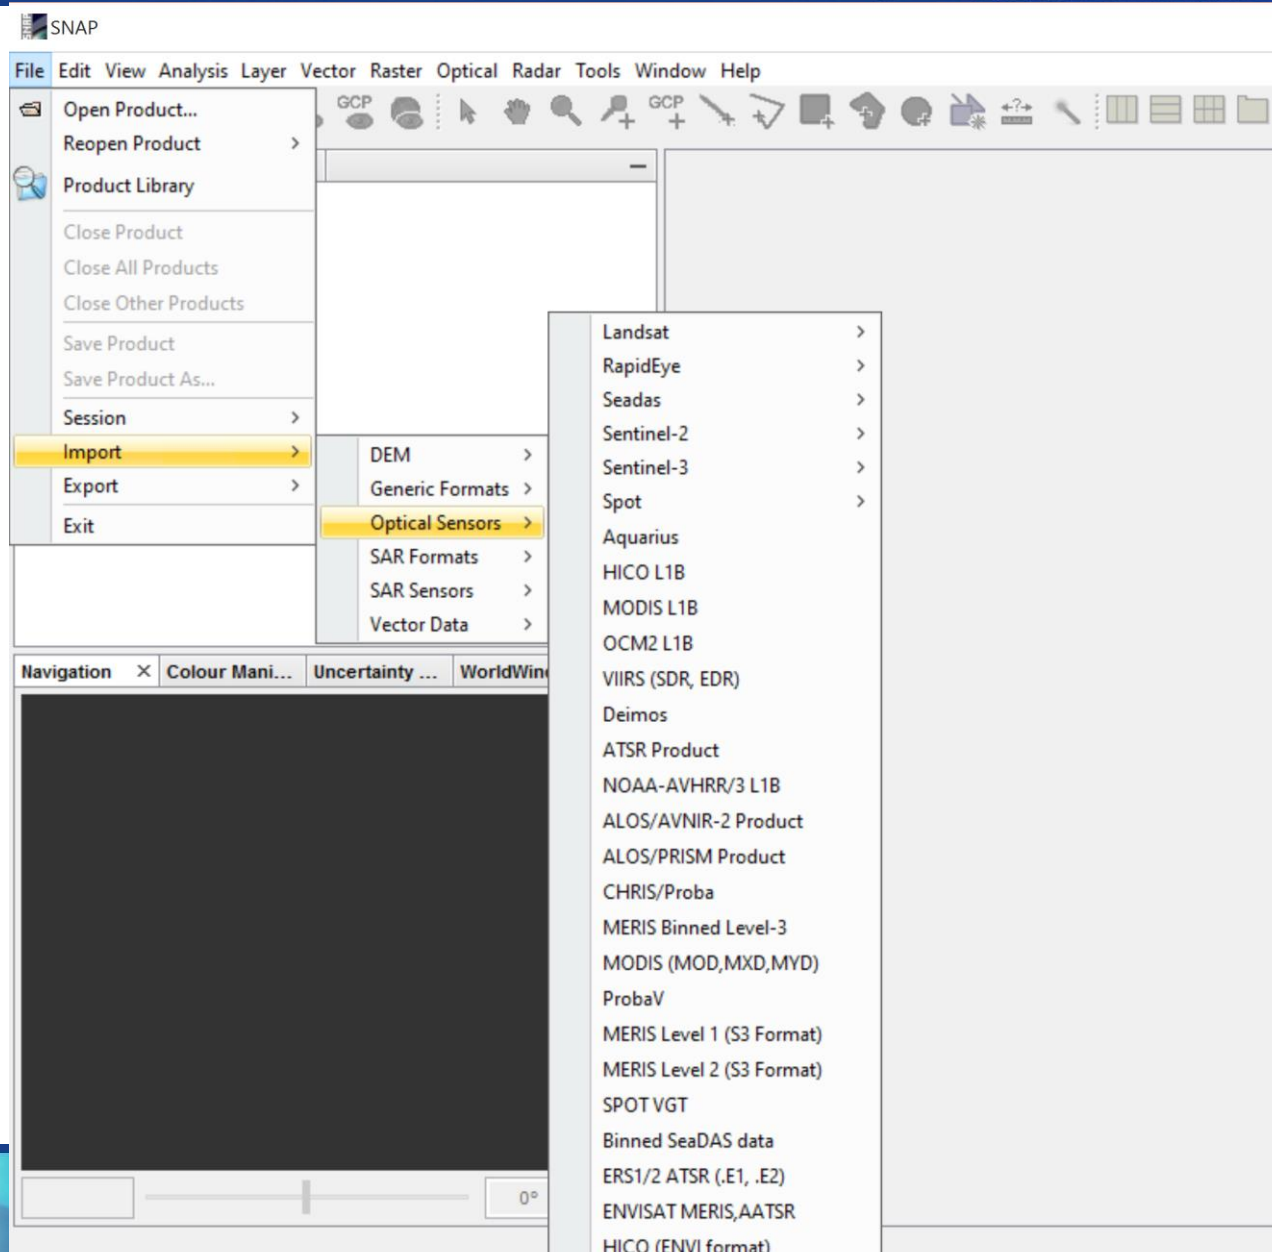 SNAP
File Edit View Analysis Layer Vector Raster Optical Radar Tools Window Help
GCP
GCP
Open Product...
Reopen Product
Product Library
Close Product
Close All Products
Close Other Products
Save Product
Save Product As...
Session
Import
Export
Exit
DEM
Generic Formats
Optical Sensors
SAR Formats
SAR Sensors
Vector Data
Landsat
RapidEye
Seadas
Sentinel-2
Sentinel-3
Spot
Aquarius
HICO L1B
MODIS L1B
OCM2 L1B
VIIRS (SDR, EDR)
Deimos
ATSR Product
NOAA-AVHRR/3 L1B
ALOS/AVNIR-2 Product
ALOS/PRISM Product
CHRIS/Proba
MERIS Binned Level-3
MODIS (MOD,MXD,MYD)
ProbaV
MERIS Level 1 (S3 Format)
MERIS Level 2 (S3 Format)
SPOT VGT
Binned SeaDAS data
ERS1/2 ATSR (.E1, .E2)
ENVISAT MERIS,AATSR
HICO (ENVI format)
Navigation X Colour Mani... Uncertainty ... WorldWin
0°